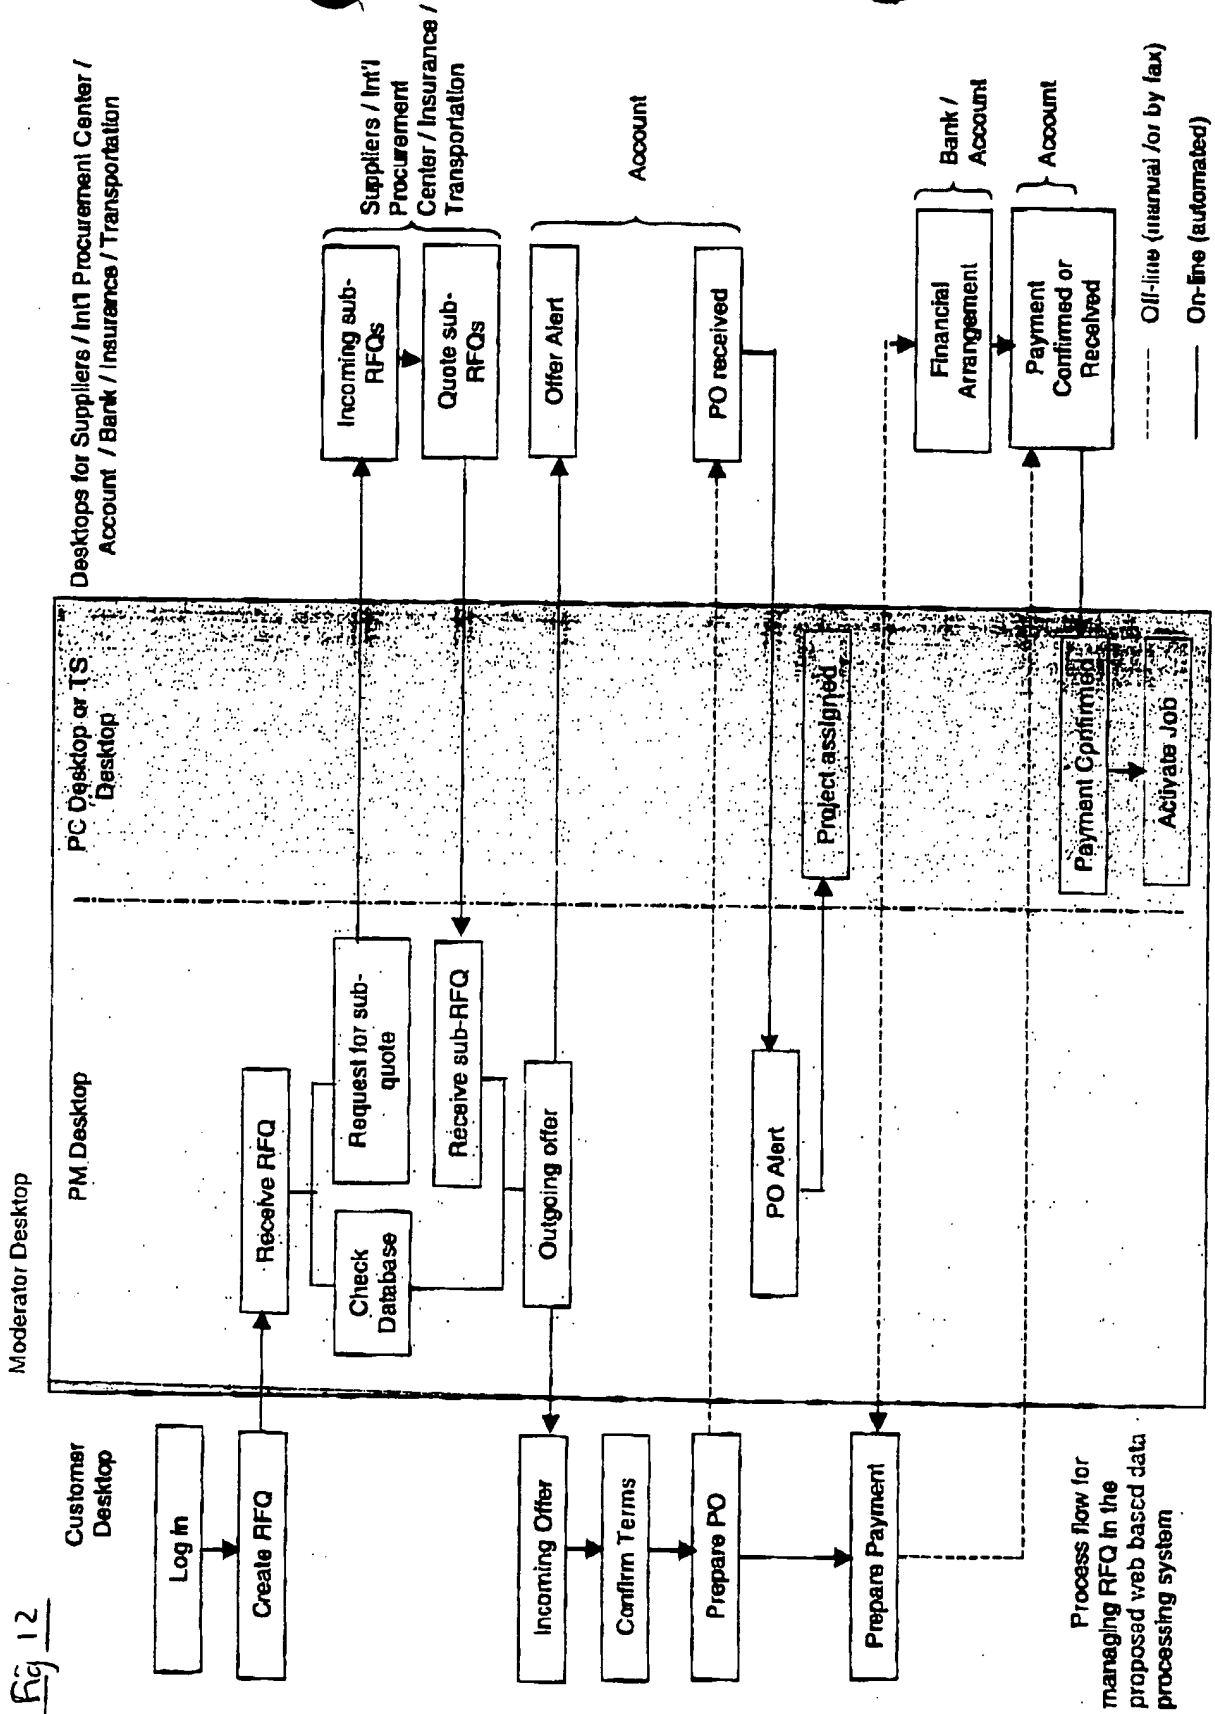 Fig 12
Moderator Desktop
Customer
Desktop
PM Desktop
PC Desktop or TS
Desktop
Desktops for Suppliers / Int'l Procurement Center /
Account / Bank / Insurance / Transportation
Log In
Create RFQ
Receive RFQ
Check
Database
Request for sub-
quote
Incoming sub-
RFQs
Quote sub-
RFQs
Suppliers / Int'l
Procurement
Center / Insurance /
Transportation
Receive sub-RFQ
Outgoing offer
Offer Alert
Incoming Offer
Confirm Terms
Prepare PO
PO received
Account
PO Alert
Project assigned
Prepare Payment
Financial
Arrangement
Bank /
Account
Payment
Confirmed or
Received
Account
Payment Confirmed
Activate Job
Process flow for
managing RFQ in the
proposed web based data
processing system
Off-line (manual /or by fax)
On-line (automated)